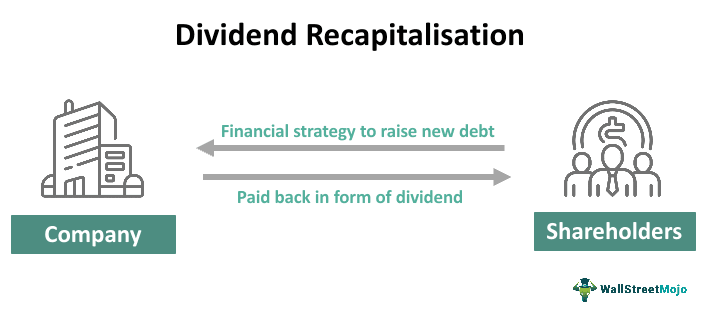 Dividend Recapitalisation
Financial strategy to raise new debt
Paid back in form of dividend
Company
Shareholders
WallStreetMojo